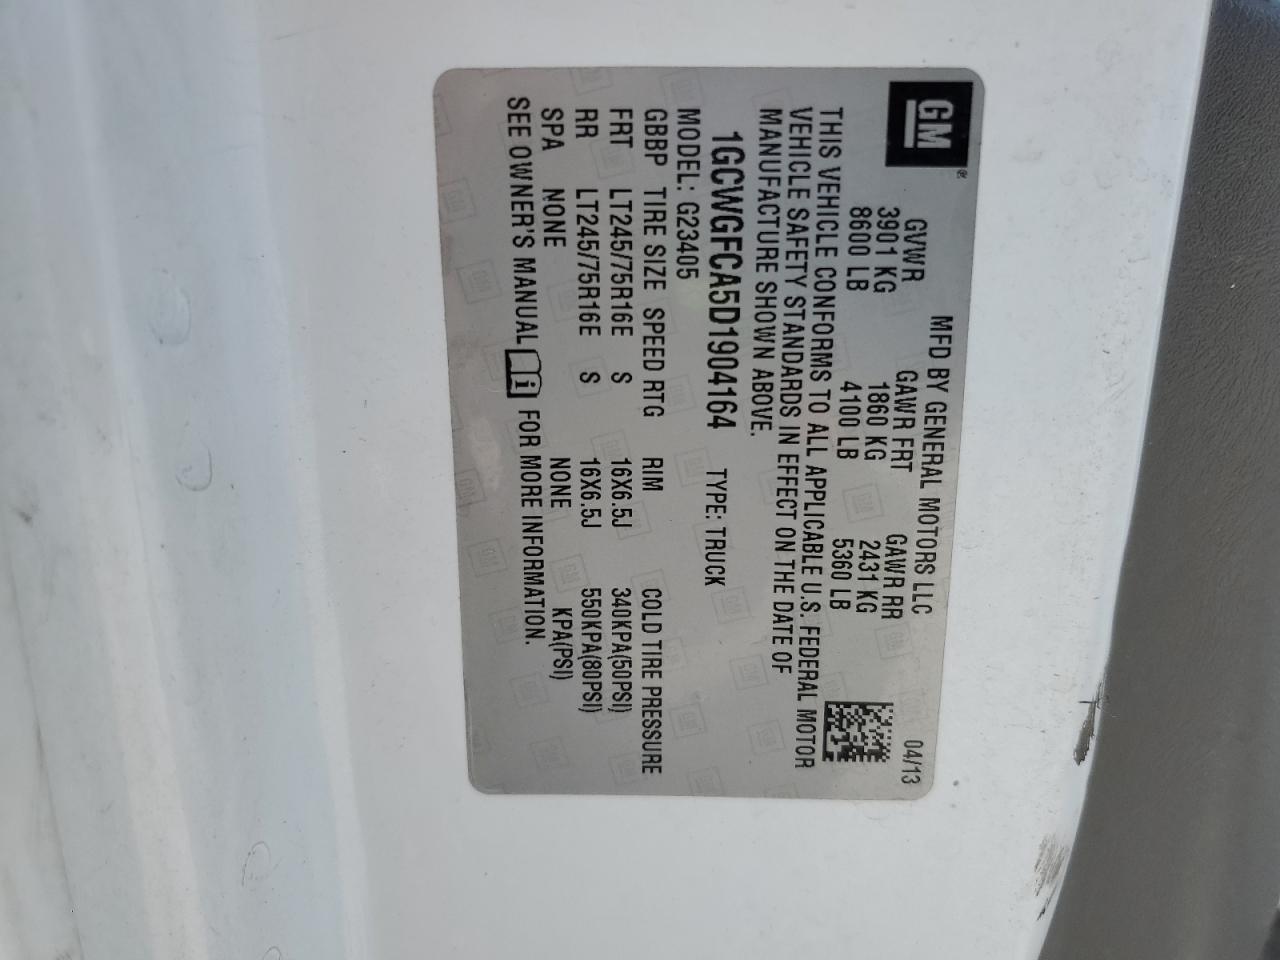 GM
MFD BY GENERAL MOTORS LLC 04/13
GVWR GAWR FRT GAWR RR
3901 KG 1860 KG 2431 KG
8600 LB 4100 LB 5360 LB
THIS VEHICLE CONFORMS TO ALL APPLICABLE U.S. FEDERAL MOTOR
VEHICLE SAFETY STANDARDS IN EFFECT ON THE DATE OF
MANUFACTURE SHOWN ABOVE.
1GCWGFCA5D1904164 TYPE: TRUCK
MODEL: G23405
GBBP TIRE SIZE SPEED RTG RIM COLD TIRE PRESSURE
FRT LT245/75R16E S 16X6.5J 340KPA(50PSI)
RR LT245/75R16E S 16X6.5J 550KPA(80PSI)
SPA NONE NONE KPA(PSI)
SEE OWNER'S MANUAL i FOR MORE INFORMATION.